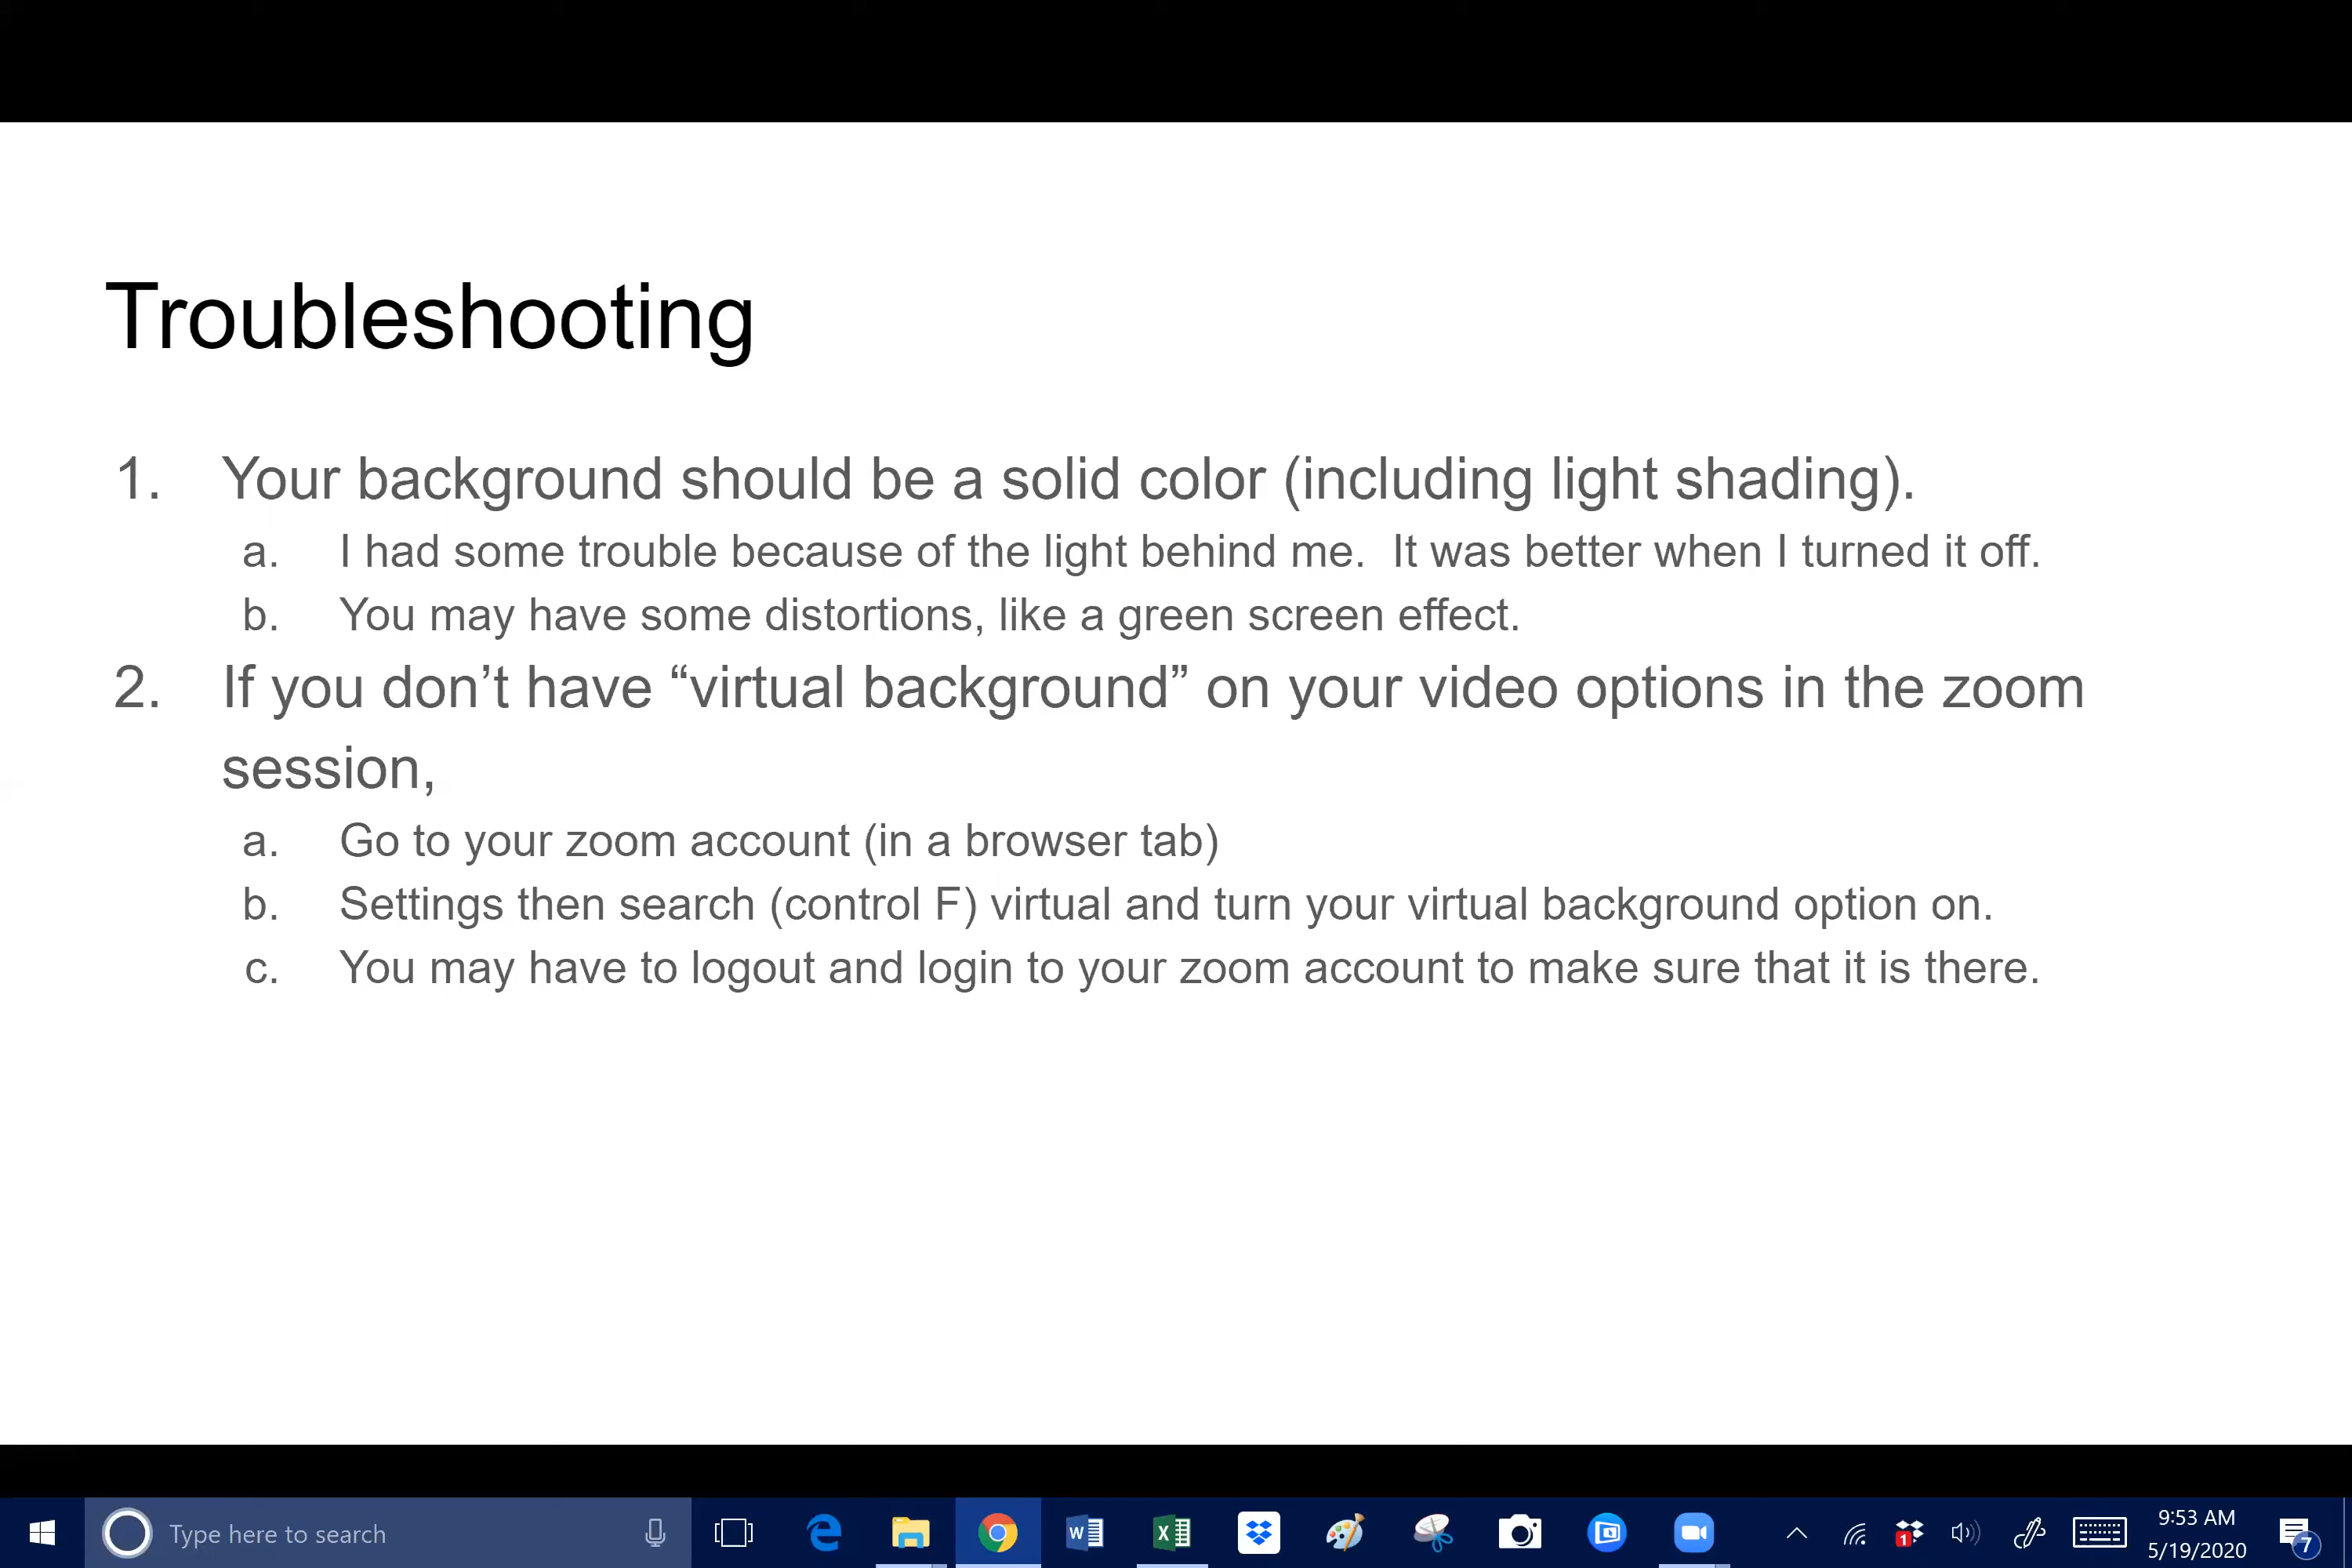 Troubleshooting
1. Your background should be a solid color (including light shading).
a. I had some trouble because of the light behind me.  It was better when I turned it off.
b. You may have some distortions, like a green screen effect.
2. If you don’t have “virtual background” on your video options in the zoom
session,
a. Go to your zoom account (in a browser tab)
b. Settings then search (control F) virtual and turn your virtual background option on.
c. You may have to logout and login to your zoom account to make sure that it is there.
Type here to search
1
9:53 AM
5/19/2020
7